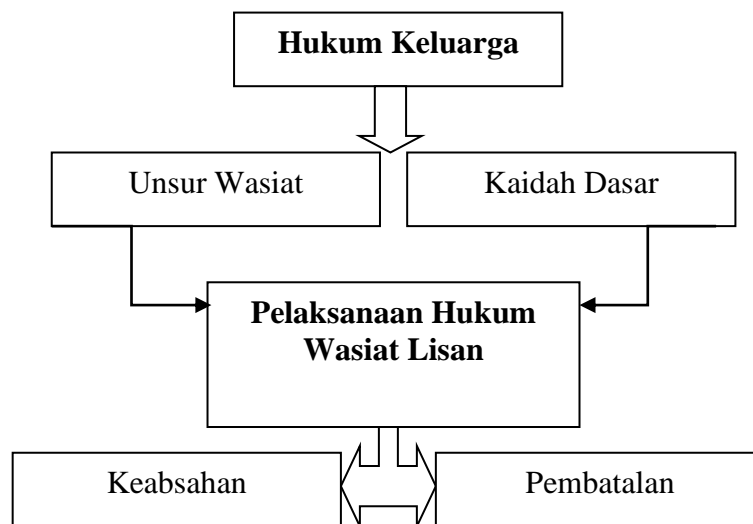 Hukum Keluarga
Unsur Wasiat
Kaidah Dasar
Pelaksanaan Hukum
Wasiat Lisan
Keabsahan
Pembatalan